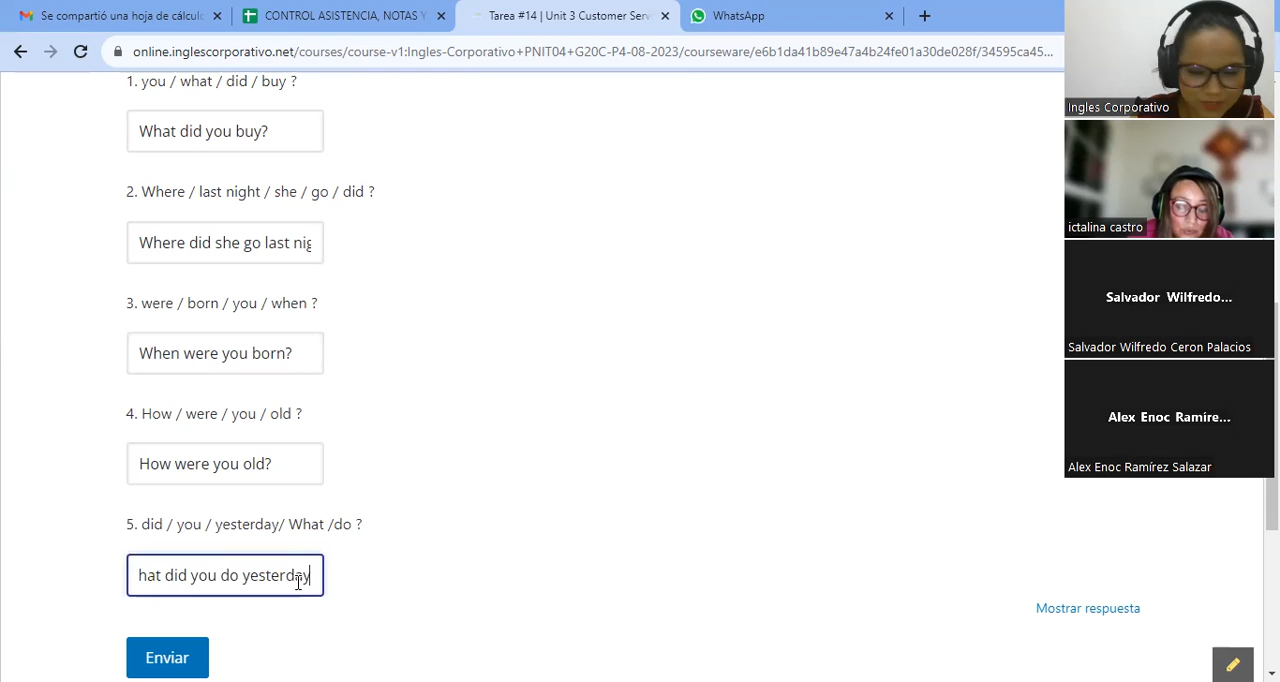 Se compartió una hoja de cálculo
CONTROL ASISTENCIA, NOTAS Y
Tarea #14 | Unit 3 Customer Serv
WhatsApp
online.inglescorporativo.net/courses/course-v1:Ingles-Corporativo+PNIT04+G20C-P4-08-2023/courseware/e6b1da41b89e47a4b24fe01a30de028f/34595ca45...
1. you / what / did / buy ?
What did you buy?
2. Where / last night / she / go / did ?
Where did she go last nig
3. were / born / you / when ?
When were you born?
4. How / were / you / old ?
How were you old?
5. did / you / yesterday/ What /do ?
hat did you do yesterday
Mostrar respuesta
Enviar
Ingles Corporativo
ictalina castro
Salvador Wilfredo...
Salvador Wilfredo Ceron Palacios
Alex Enoc Ramíre...
Alex Enoc Ramírez Salazar